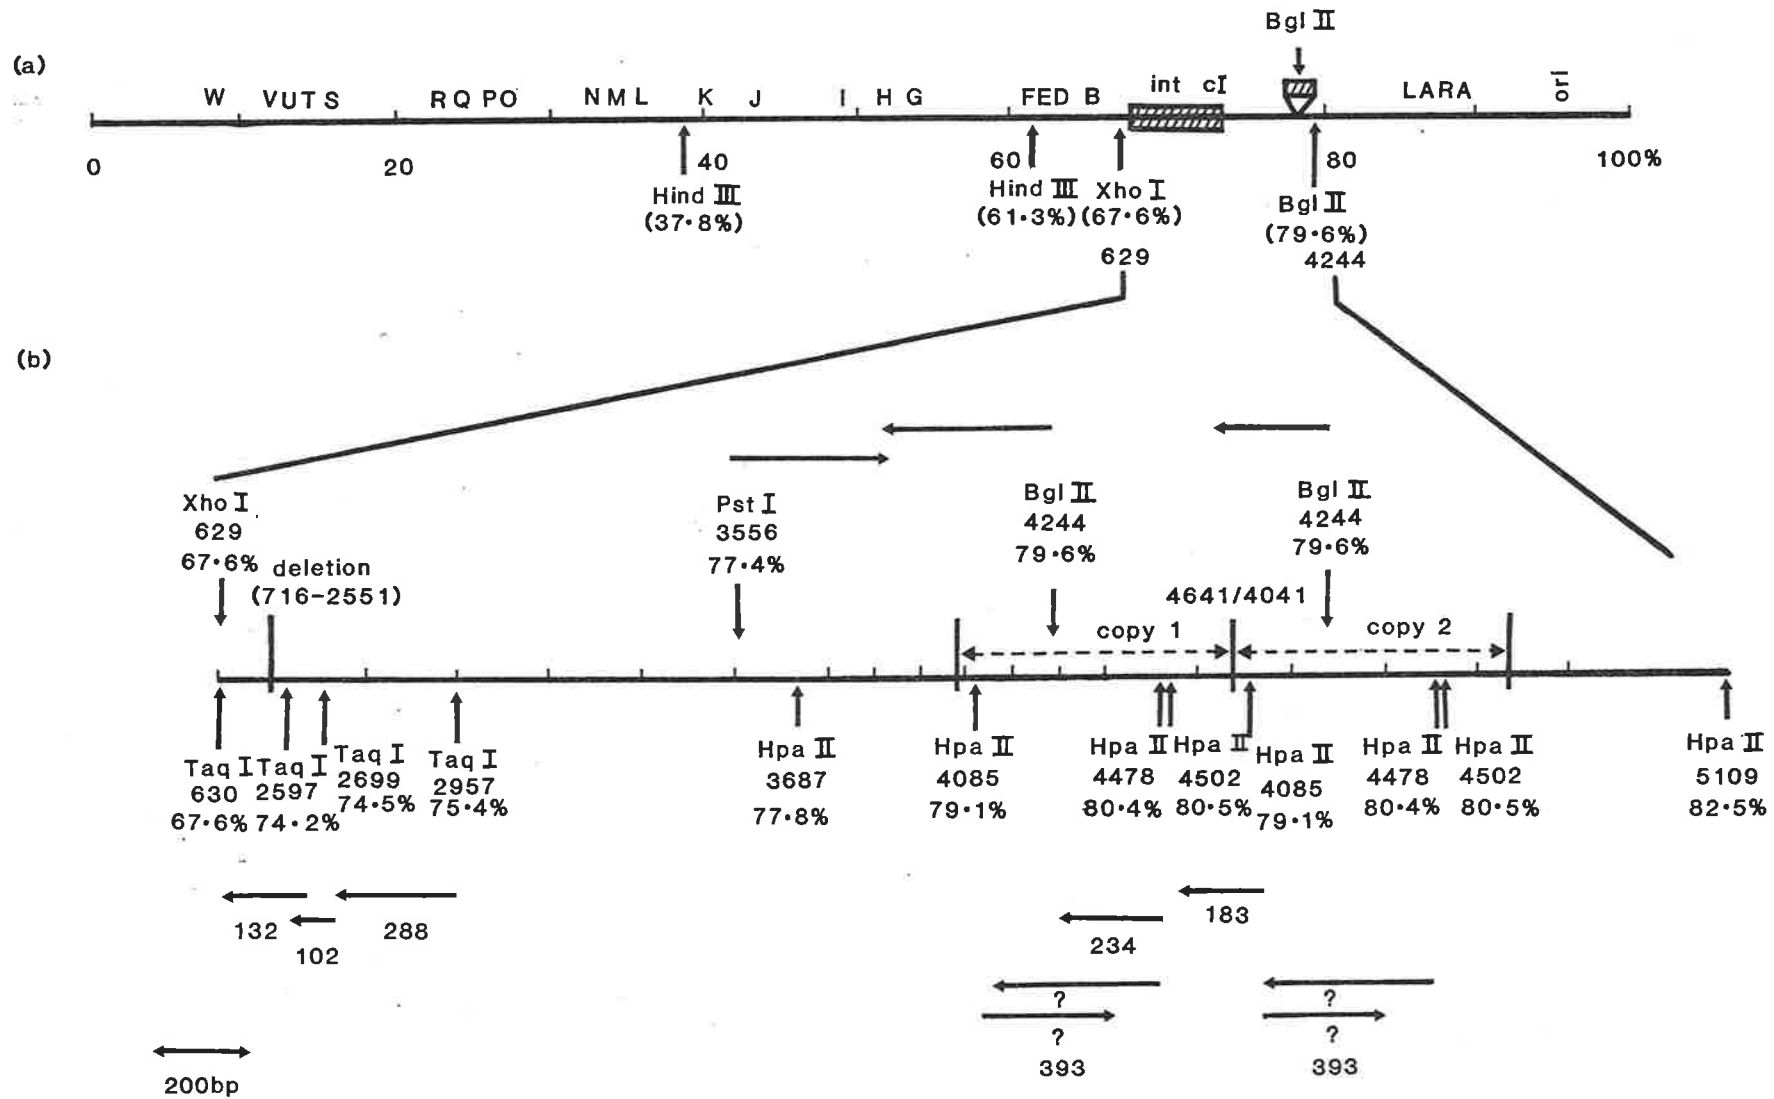 Bgl II
(a)
int cI
W VUTS RQPO NML K J I H G FED B LARA ori
0 20 40 60 80 100%
Hind III
(37·8%)
Hind III
(61·3%)
Xho I
(67·6%)
629
Bgl II
(79·6%)
4244
(b)
Xho I
629
67·6%
deletion
(716-2551)
Pst I
3556
77·4%
Bgl II
4244
79·6%
Bgl II
4244
79·6%
4641/4041
copy 1
copy 2
Taq I
630
67·6%
Taq I
2597
74·2%
Taq I
2699
74·5%
Taq I
2957
75·4%
Hpa II
3687
77·8%
Hpa II
4085
79·1%
Hpa II
4478
80·4%
Hpa II
4502
80·5%
Hpa II
4085
79·1%
Hpa II
4478
80·4%
Hpa II
4502
80·5%
Hpa II
5109
82·5%
132
102
288
183
234
?
?
393
?
?
393
200bp